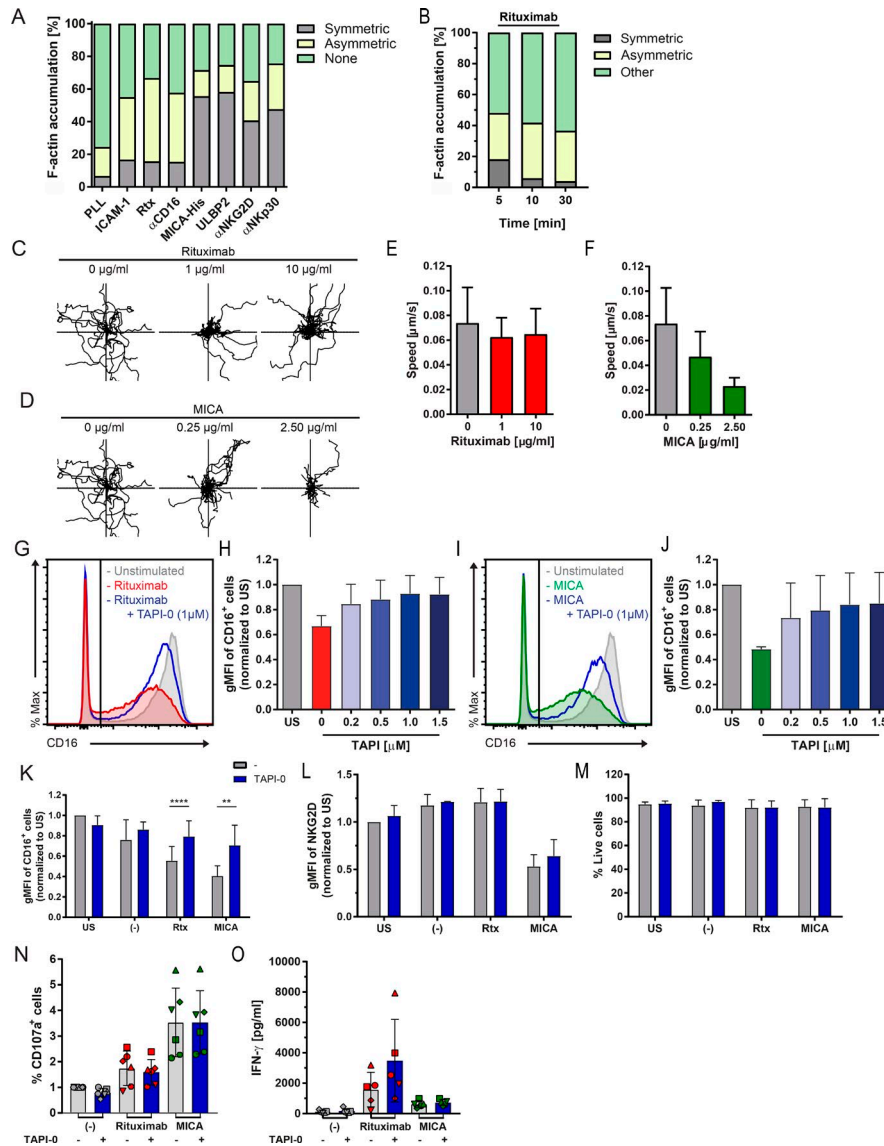 A
F-actin accumulation [%]
100
80
60
40
20
0
PLL
ICAM-1
Rtx
αCD16
MICA-His
ULBP2
αNKG2D
αNKp30
Symmetric
Asymmetric
None
B
Rituximab
F-actin accumulation [%]
100
80
60
40
20
0
5 10 30
Time [min]
Symmetric
Asymmetric
Other
C
Rituximab
0 µg/ml 1 µg/ml 10 µg/ml
D
MICA
0 µg/ml 0.25 µg/ml 2.50 µg/ml
E
Speed [µm/s]
0.12
0.10
0.08
0.06
0.04
0.02
0.00
0 1 10
Rituximab [µg/ml]
F
Speed [µm/s]
0.12
0.10
0.08
0.06
0.04
0.02
0.00
0 0.25 2.50
MICA [µg/ml]
G
- Unstimulated
- Rituximab
- Rituximab
+ TAPI-0 (1µM)
% Max
CD16
H
gMFI of CD16+ cells
(normalized to US)
1.2
1.0
0.8
0.6
0.4
0.2
0.0
US 0 0.2 0.5 1.0 1.5
TAPI [µM]
I
- Unstimulated
- MICA
- MICA
+ TAPI-0 (1µM)
% Max
CD16
J
gMFI of CD16+ cells
(normalized to US)
1.2
1.0
0.8
0.6
0.4
0.2
0.0
US 0 0.2 0.5 1.0 1.5
TAPI [µM]
K
-
TAPI-0
gMFI of CD16+ cells
(normalized to US)
1.2
1.0
0.8
0.6
0.4
0.2
0.0
**** **
US (-) Rtx MICA
L
gMFI of NKG2D
(normalized to US)
1.5
1.0
0.5
0.0
US (-) Rtx MICA
M
% Live cells
120
100
80
60
40
20
0
US (-) Rtx MICA
N
% CD107a+ cells
6
5
4
3
2
1
0
(-) Rituximab MICA
TAPI-0 - + - + - +
O
IFN-γ [pg/ml]
10000
8000
6000
4000
2000
0
(-) Rituximab MICA
TAPI-0 - + - + - +